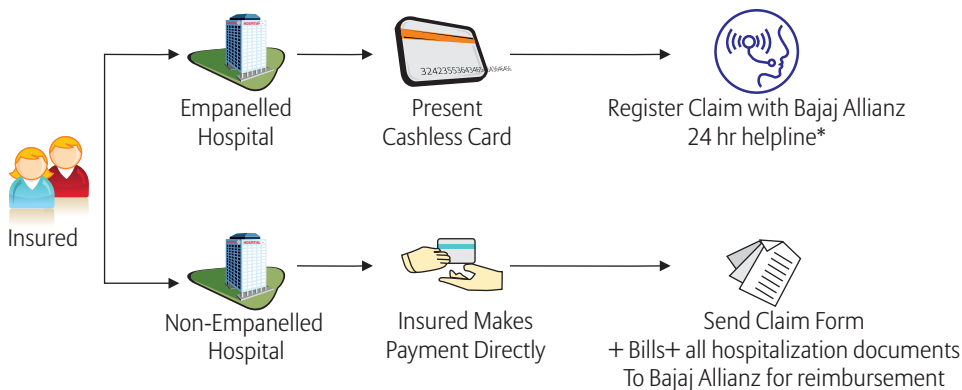 Empanelled
Hospital
Present
Cashless Card
Register Claim with Bajaj Allianz
24 hr helpline*
Insured
Non-Empanelled
Hospital
Insured Makes
Payment Directly
Send Claim Form
+ Bills+ all hospitalization documents
To Bajaj Allianz for reimbursement